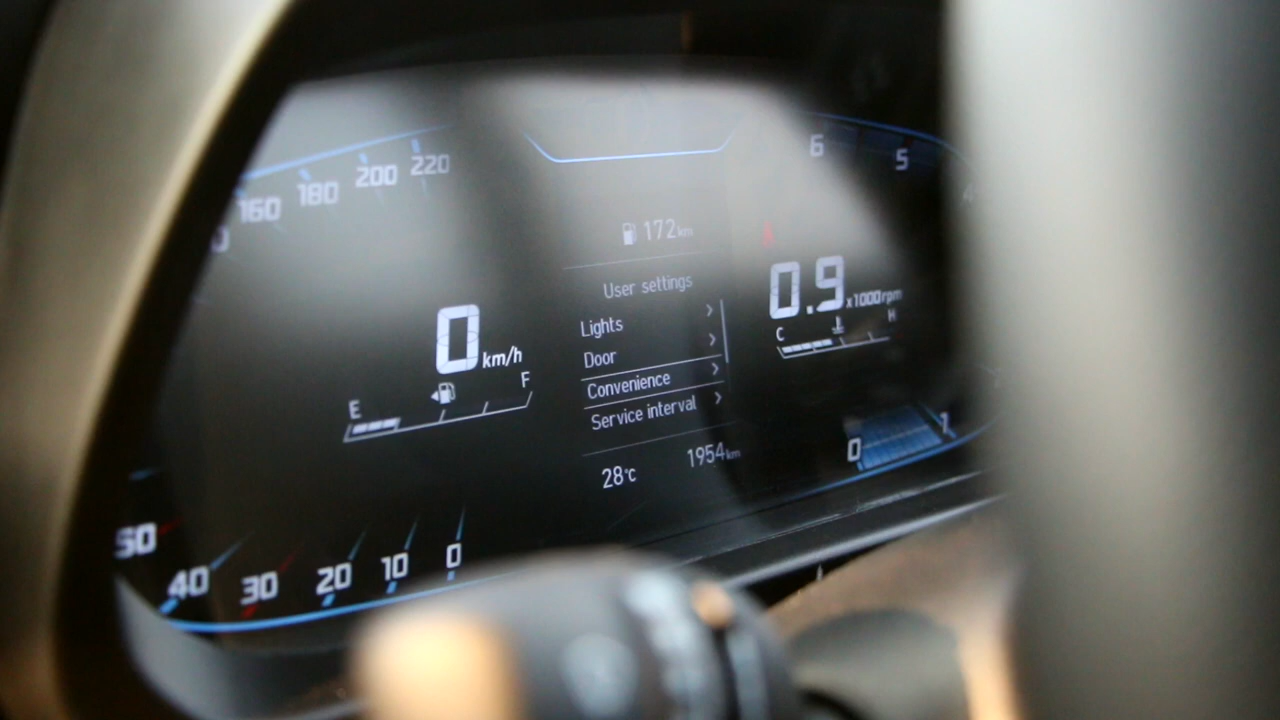 160 180 200 220
6 5
172km
User settings
Lights
Door
Convenience
Service interval
28°C 1954km
0 km/h
E F
0.9 x1000rpm
C H
50 40 30 20 10 0
0 1